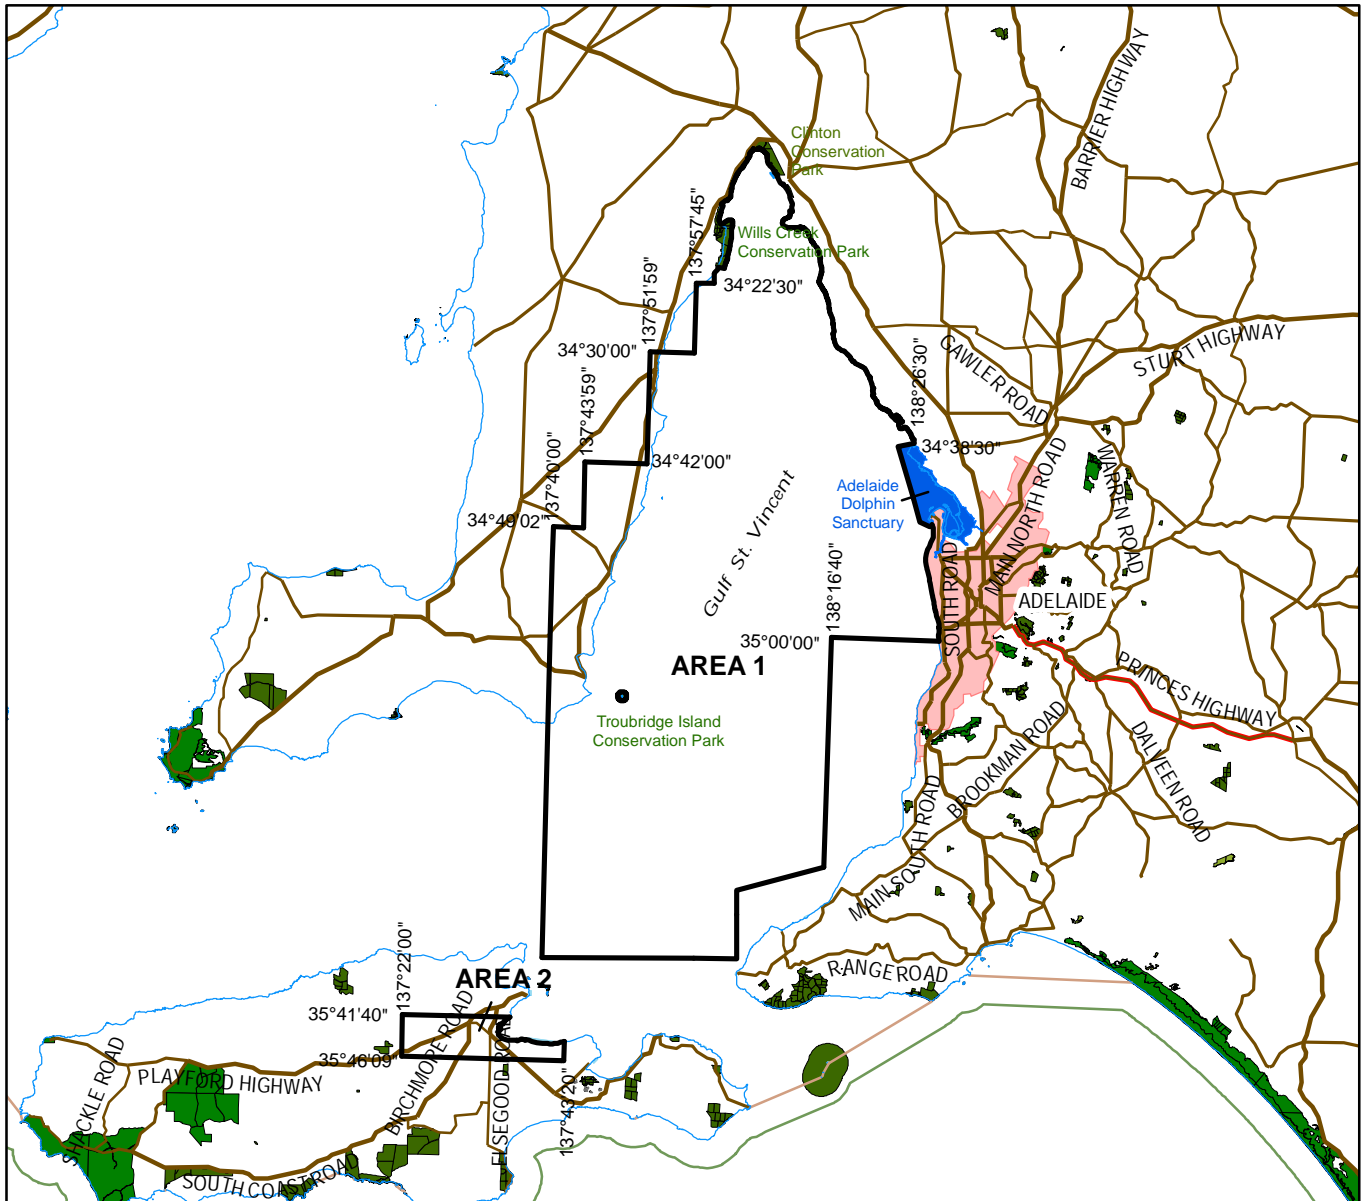 BARRIER HIGHWAY
Clinton
Conservation
Park
137°57'45"
Wills Creek
Conservation Park
34°22'30"
137°51'59"
34°30'00"
137°43'59"
138°26'30"
GAWLER ROAD
STURT HIGHWAY
34°38'30"
34°42'00"
137°40'00"
34°49'02"
Gulf St. Vincent
Adelaide
Dolphin
Sanctuary
MAIN NORTH ROAD
WARREN ROAD
138°16'40"
SOUTH ROAD
ADELAIDE
35°00'00"
AREA 1
PRINCES HIGHWAY
Troubridge Island
Conservation Park
BROOKMAN ROAD
DALVEEN ROAD
MAIN SOUTH ROAD
RANGE ROAD
137°22'00"
AREA 2
35°41'40"
35°46'09"
SHACKLE ROAD
PLAYFORD HIGHWAY
BIRCHMORE ROAD
ELSEGOOD ROAD
137°43'20"
SOUTH COAST ROAD